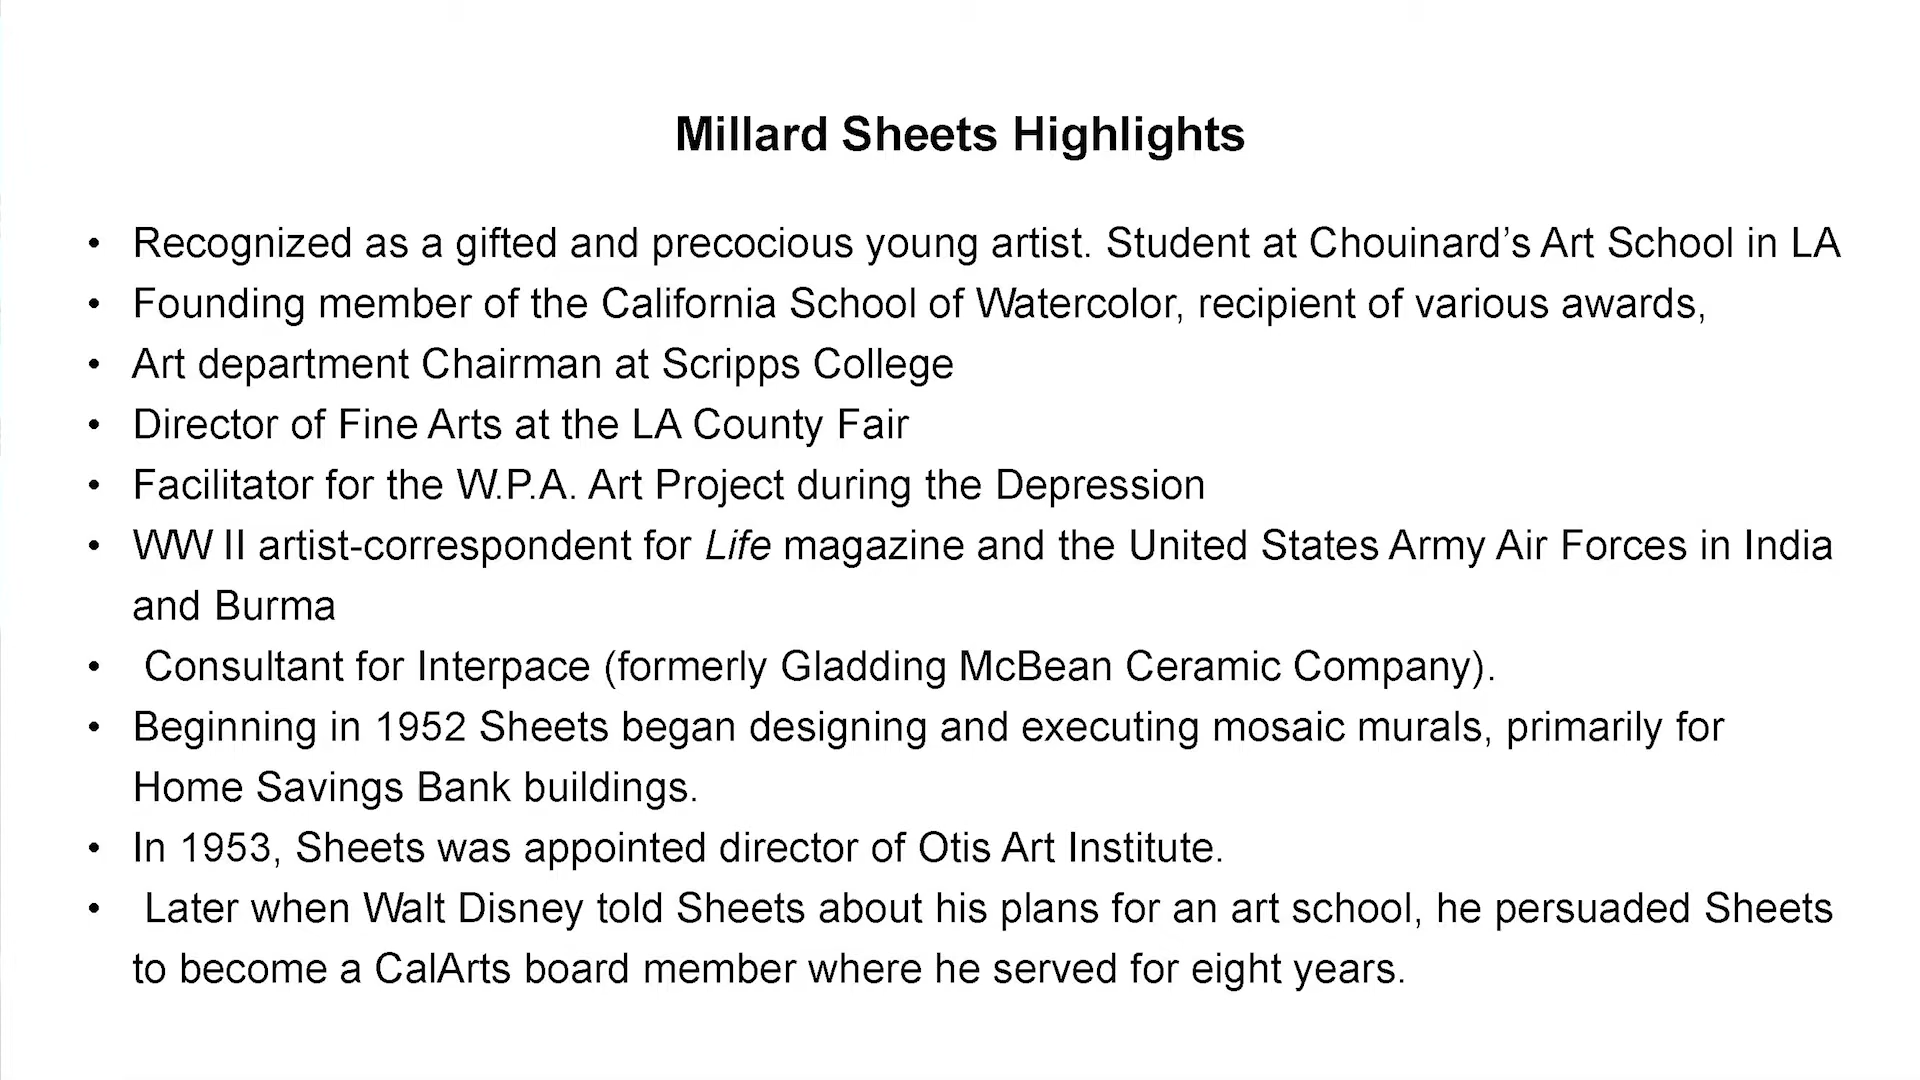 Millard Sheets Highlights
• Recognized as a gifted and precocious young artist. Student at Chouinard’s Art School in LA
• Founding member of the California School of Watercolor, recipient of various awards,
• Art department Chairman at Scripps College
• Director of Fine Arts at the LA County Fair
• Facilitator for the W.P.A. Art Project during the Depression
• WW II artist-correspondent for Life magazine and the United States Army Air Forces in India
and Burma
• Consultant for Interpace (formerly Gladding McBean Ceramic Company).
• Beginning in 1952 Sheets began designing and executing mosaic murals, primarily for
Home Savings Bank buildings.
• In 1953, Sheets was appointed director of Otis Art Institute.
• Later when Walt Disney told Sheets about his plans for an art school, he persuaded Sheets
to become a CalArts board member where he served for eight years.